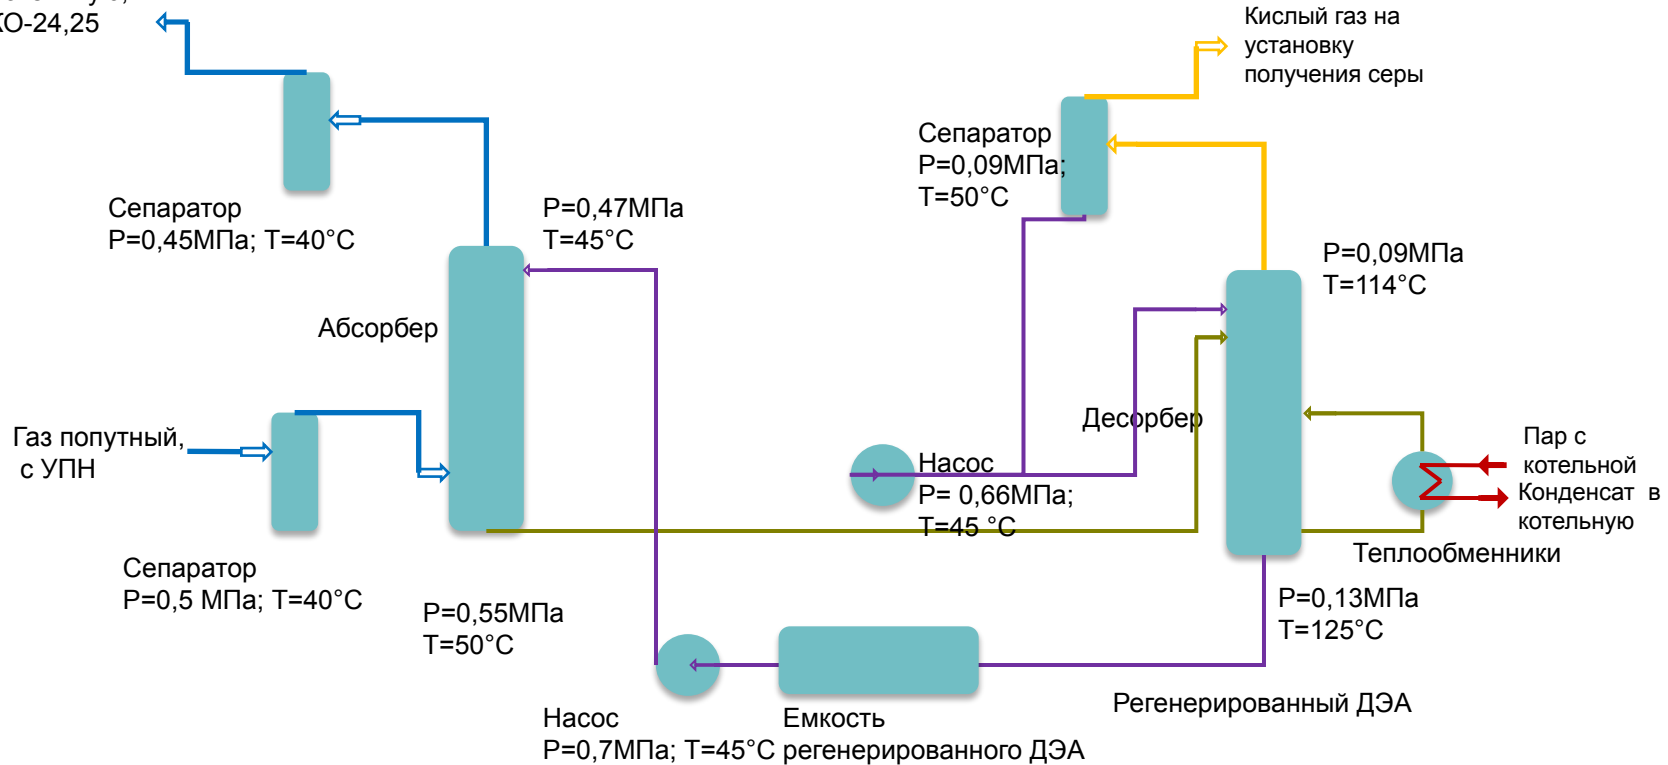 КО-24,25
Кислый газ на
установку
получения серы
Сепаратор
P=0,09МПа;
T=50°C
Сепаратор
P=0,45МПа; T=40°C
P=0,47МПа
T=45°C
P=0,09МПа
T=114°C
Абсорбер
Десорбер
Газ попутный,
с УПН
Насос
P= 0,66МПа;
T=45 °C
Пар с
котельной
Конденсат в
котельную
Теплообменники
Сепаратор
P=0,5 МПа; T=40°C
P=0,55МПа
T=50°C
P=0,13МПа
T=125°C
Регенерированный ДЭА
Насос
P=0,7МПа; T=45°C
Емкость
регенерированного ДЭА